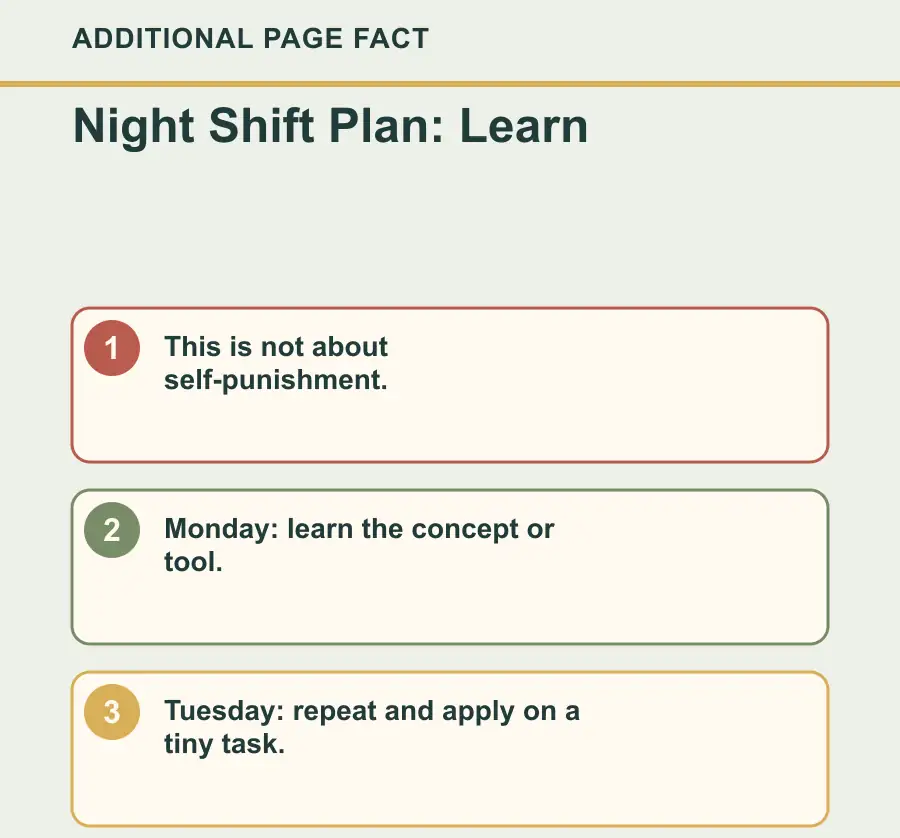 ADDITIONAL PAGE FACT
Night Shift Plan: Learn
1
This is not about
self-punishment.
2
Monday: learn the concept or
tool.
3
Tuesday: repeat and apply on a
tiny task.